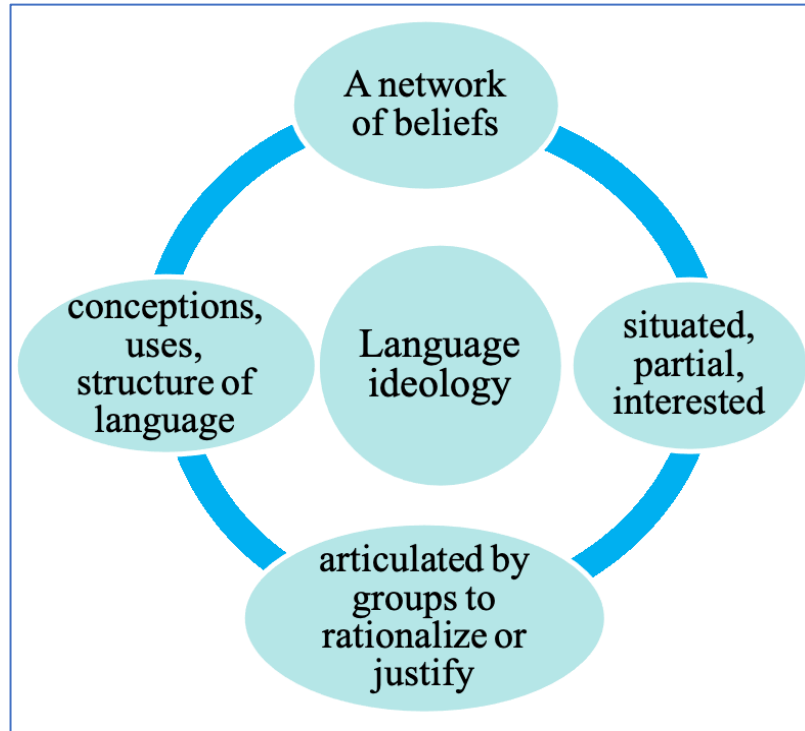 A network
of beliefs
conceptions,
uses,
structure of
language
Language
ideology
situated,
partial,
interested
articulated by
groups to
rationalize or
justify